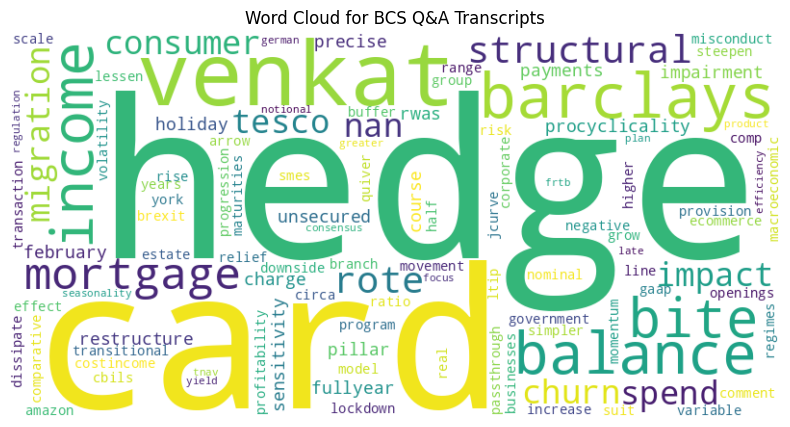 Word Cloud for BCS Q&A Transcripts
scale
consumer
german
precise
misconduct
steepen
regulation
migration
income
lessen
venkat
range
group
structural
payments
impairment
volatility
notional
buffer
rwas
barclays
holiday
tesco
nan
risk
procyclicality
product
plan
transaction
arrow
greater
corporate
comp
hedge
rise
years
york
brexit
progression
maturities
smes
quiver
course
half
unsecured
consensus
jcurve
frtb
higher
negative
grow
provision
ecommerce
efficiency
macroeconomic
february
estate
relief
downside
branch
movement
focus
late
line
gaap
openings
mortgage
charge
rote
nominal
impact
seasonality
circa
ltip
effect
card
ratio
government
simpler
bite
regimes
dissipate
comparative
restructure
transitional
costincome
cbils
tnav
yield
profitability
sensitivity
program
pillar
model
real
passthrough
businesses
balance
momentum
amazon
fullyear
lockdown
churn
spend
increase
suit
comment
variable